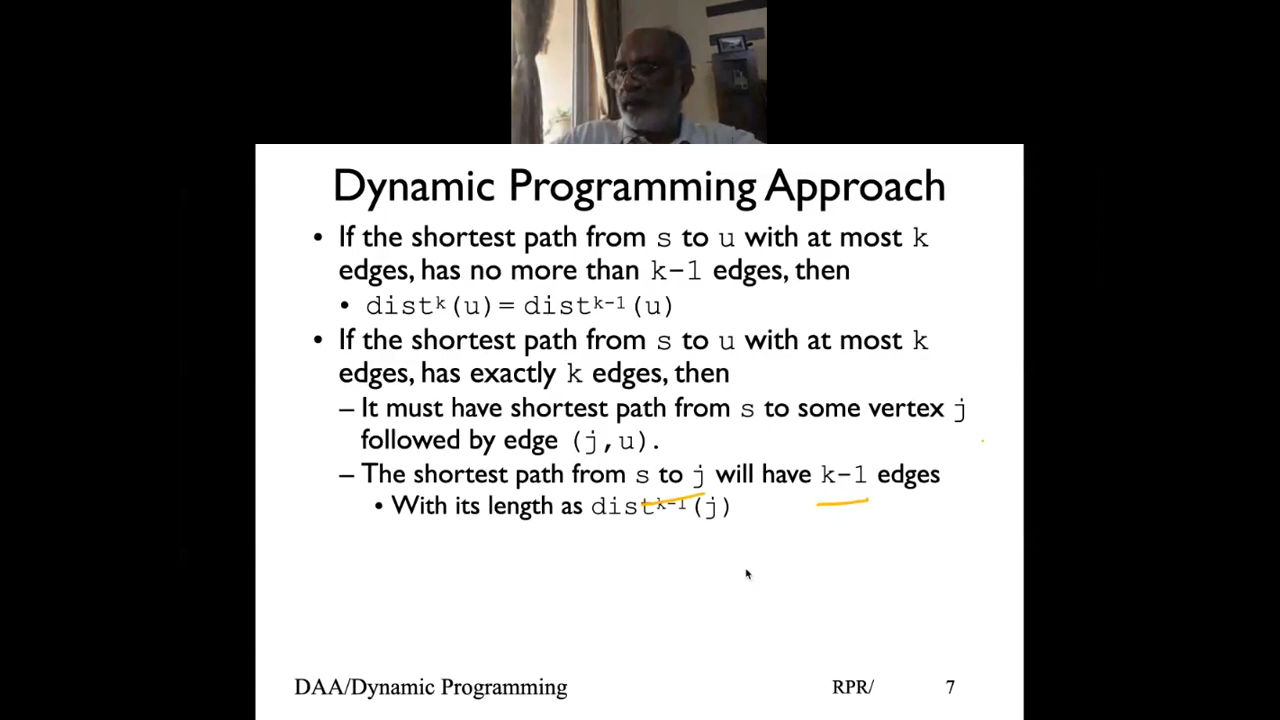 Dynamic Programming Approach
• If the shortest path from s to u with at most k
edges, has no more than k-1 edges, then
• distᵏ(u)= distᵏ⁻¹(u)
• If the shortest path from s to u with at most k
edges, has exactly k edges, then
– It must have shortest path from s to some vertex j
followed by edge (j,u).
– The shortest path from s to j will have k-1 edges
• With its length as distᵏ⁻¹(j)
DAA/Dynamic Programming RPR/ 7